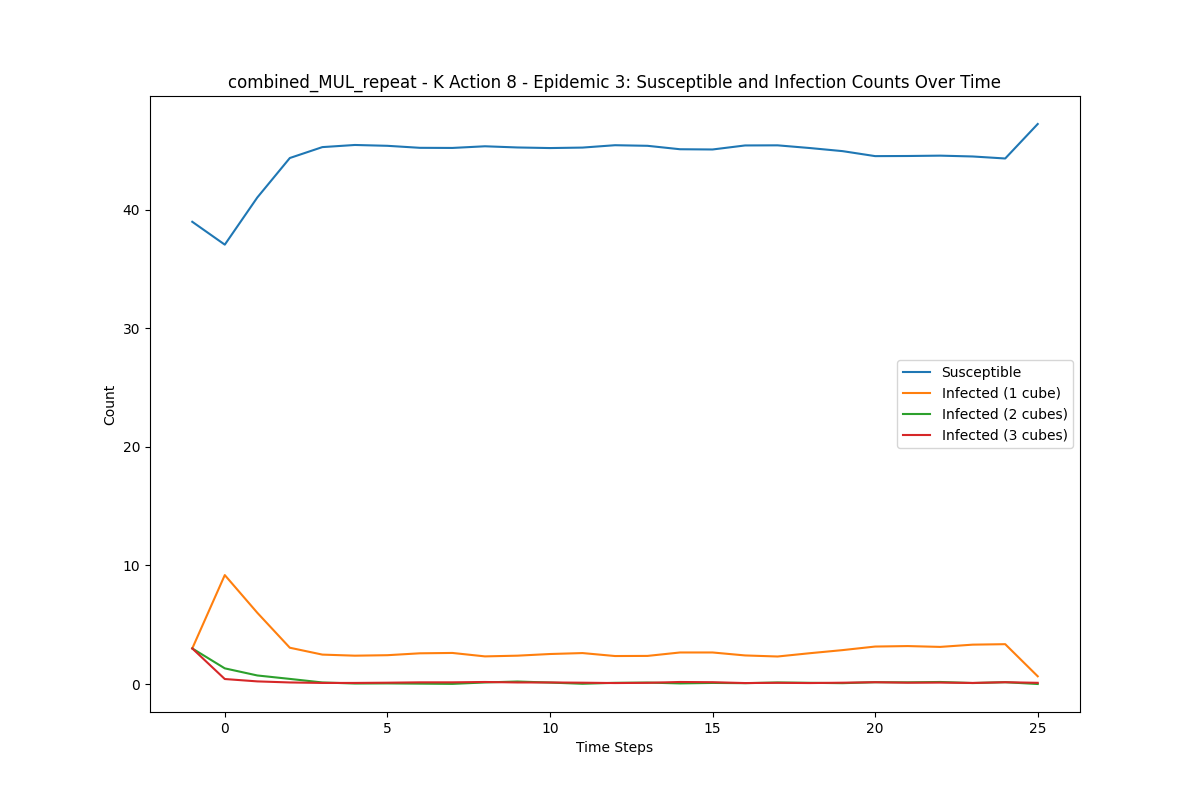 combined_MUL_repeat - K Action 8 - Epidemic 3: Susceptible and Infection Counts Over Time
40
30
20
10
0
Count
Susceptible
Infected (1 cube)
Infected (2 cubes)
Infected (3 cubes)
0 5 10 15 20 25
Time Steps